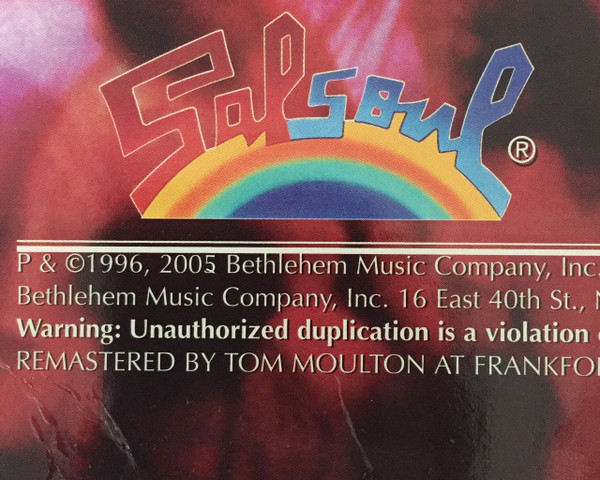 Salsoul ®
P & ©1996, 2005 Bethlehem Music Company, Inc.
Bethlehem Music Company, Inc. 16 East 40th St., N
Warning: Unauthorized duplication is a violation
REMASTERED BY TOM MOULTON AT FRANKFO